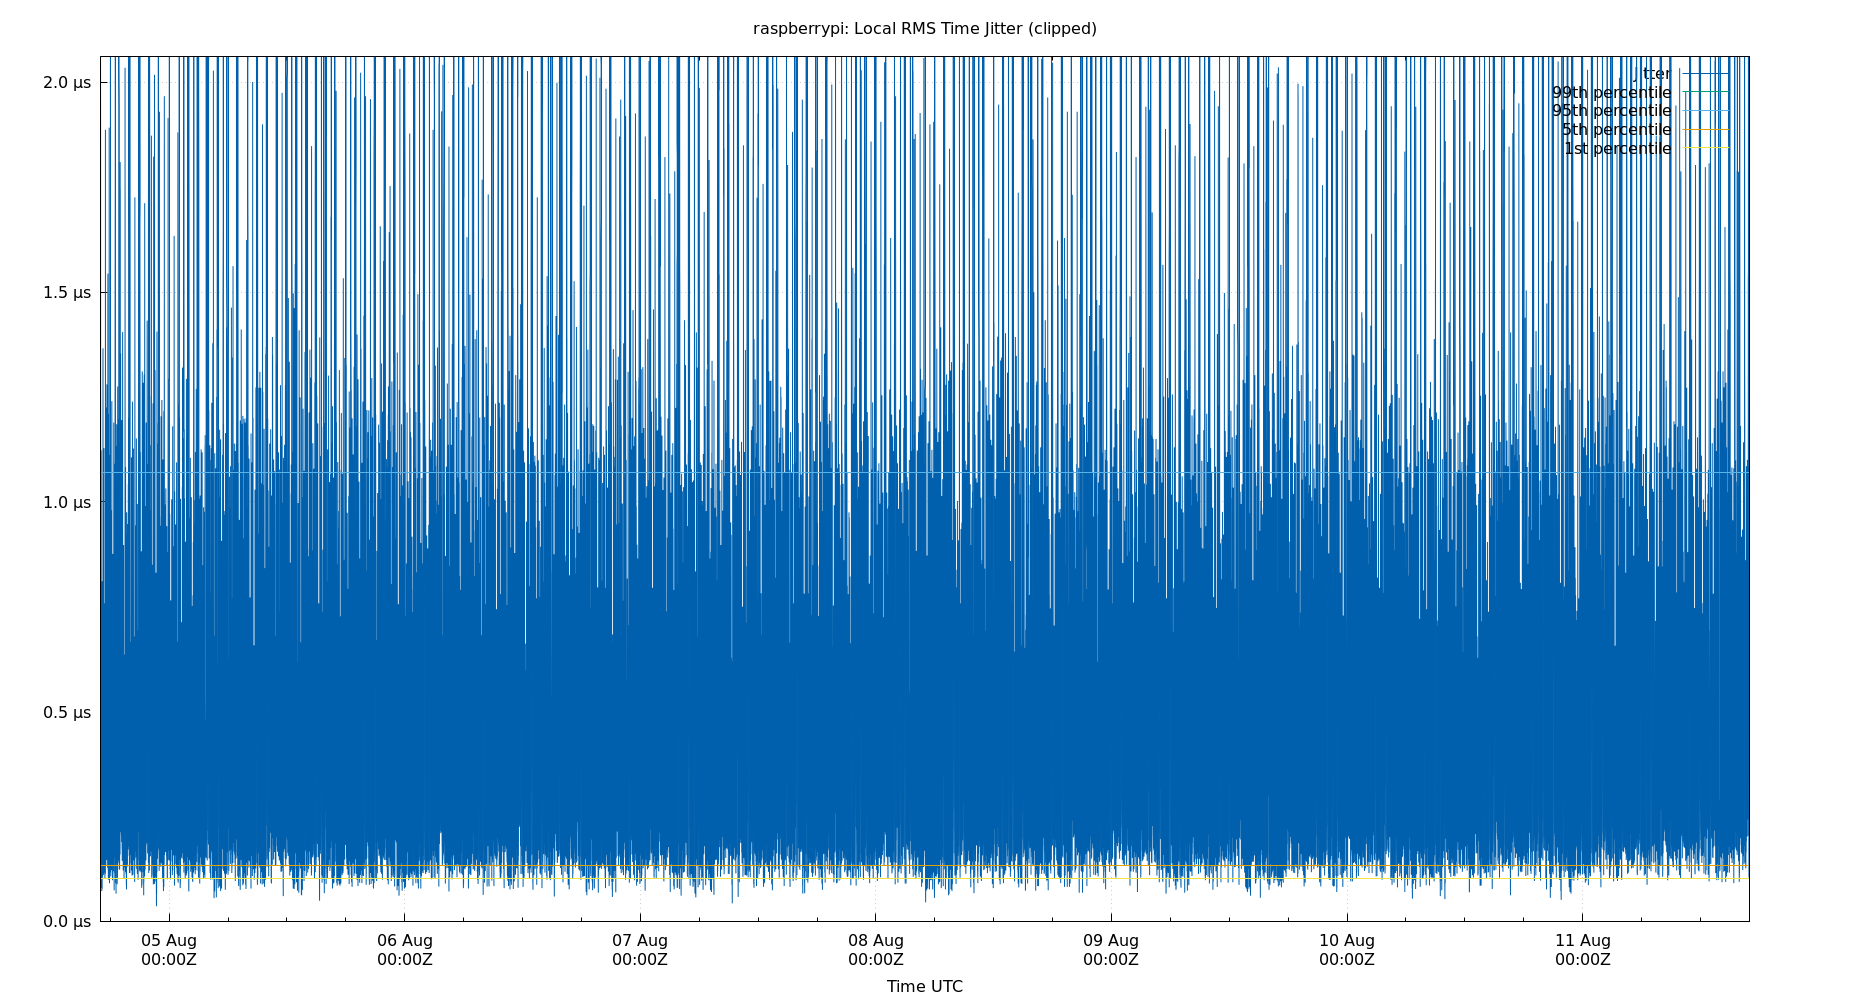 raspberrypi: Local RMS Time Jitter (clipped)
2.0 µs
1.5 µs
1.0 µs
0.5 µs
0.0 µs
jitter
99th percentile
95th percentile
5th percentile
1st percentile
05 Aug 06 Aug 07 Aug 08 Aug 09 Aug 10 Aug 11 Aug
00:00Z 00:00Z 00:00Z 00:00Z 00:00Z 00:00Z 00:00Z
Time UTC